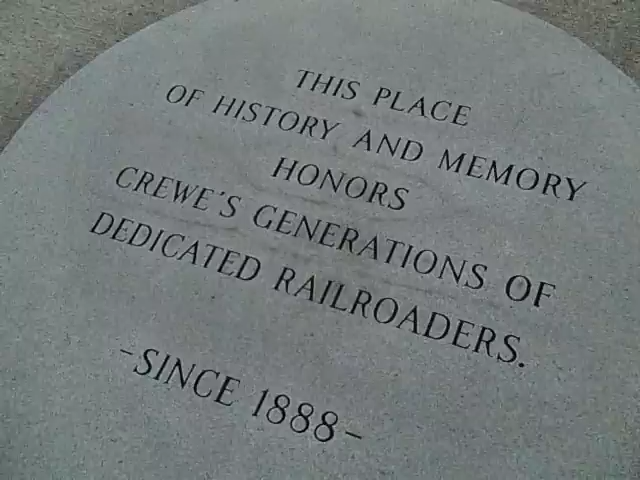 THIS PLACE
OF HISTORY AND MEMORY
HONORS
CREWE'S GENERATIONS OF
DEDICATED RAILROADERS.
-SINCE 1888-